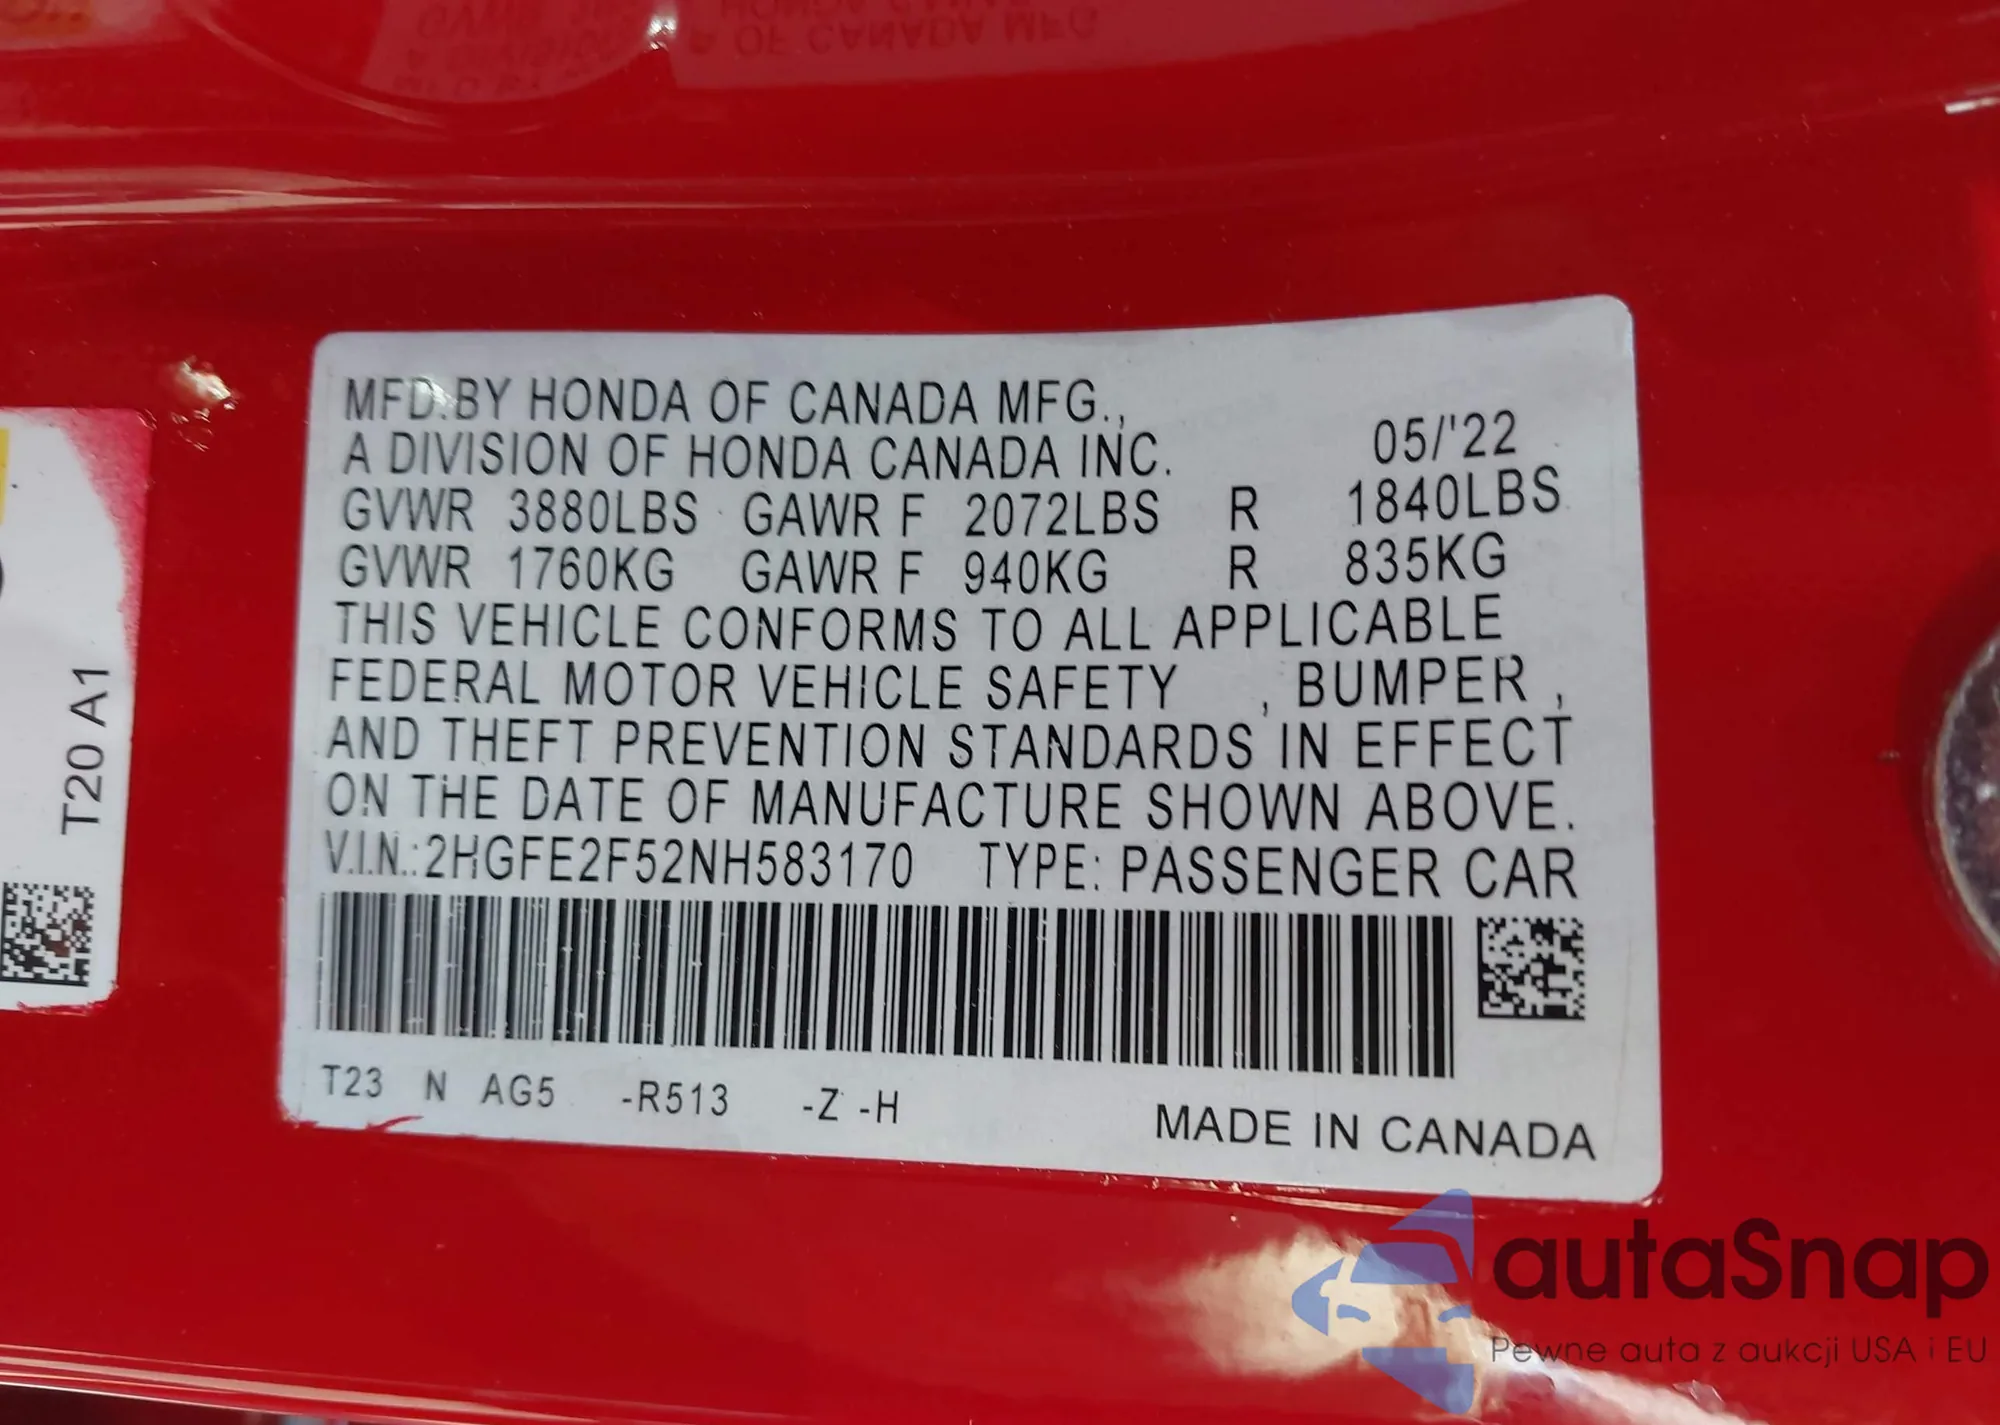 MFD.BY HONDA OF CANADA MFG.,
A DIVISION OF HONDA CANADA INC. 05/'22
GVWR 3880LBS GAWR F 2072LBS R 1840LBS
GVWR 1760KG GAWR F 940KG R 835KG
THIS VEHICLE CONFORMS TO ALL APPLICABLE
FEDERAL MOTOR VEHICLE SAFETY , BUMPER ,
AND THEFT PREVENTION STANDARDS IN EFFECT
ON THE DATE OF MANUFACTURE SHOWN ABOVE.
V.I.N.:2HGFE2F52NH583170 TYPE: PASSENGER CAR
T23 N AG5 -R513 -Z -H
MADE IN CANADA
T20 A1
autaSnap
Pewne auta z aukcji USA i EU